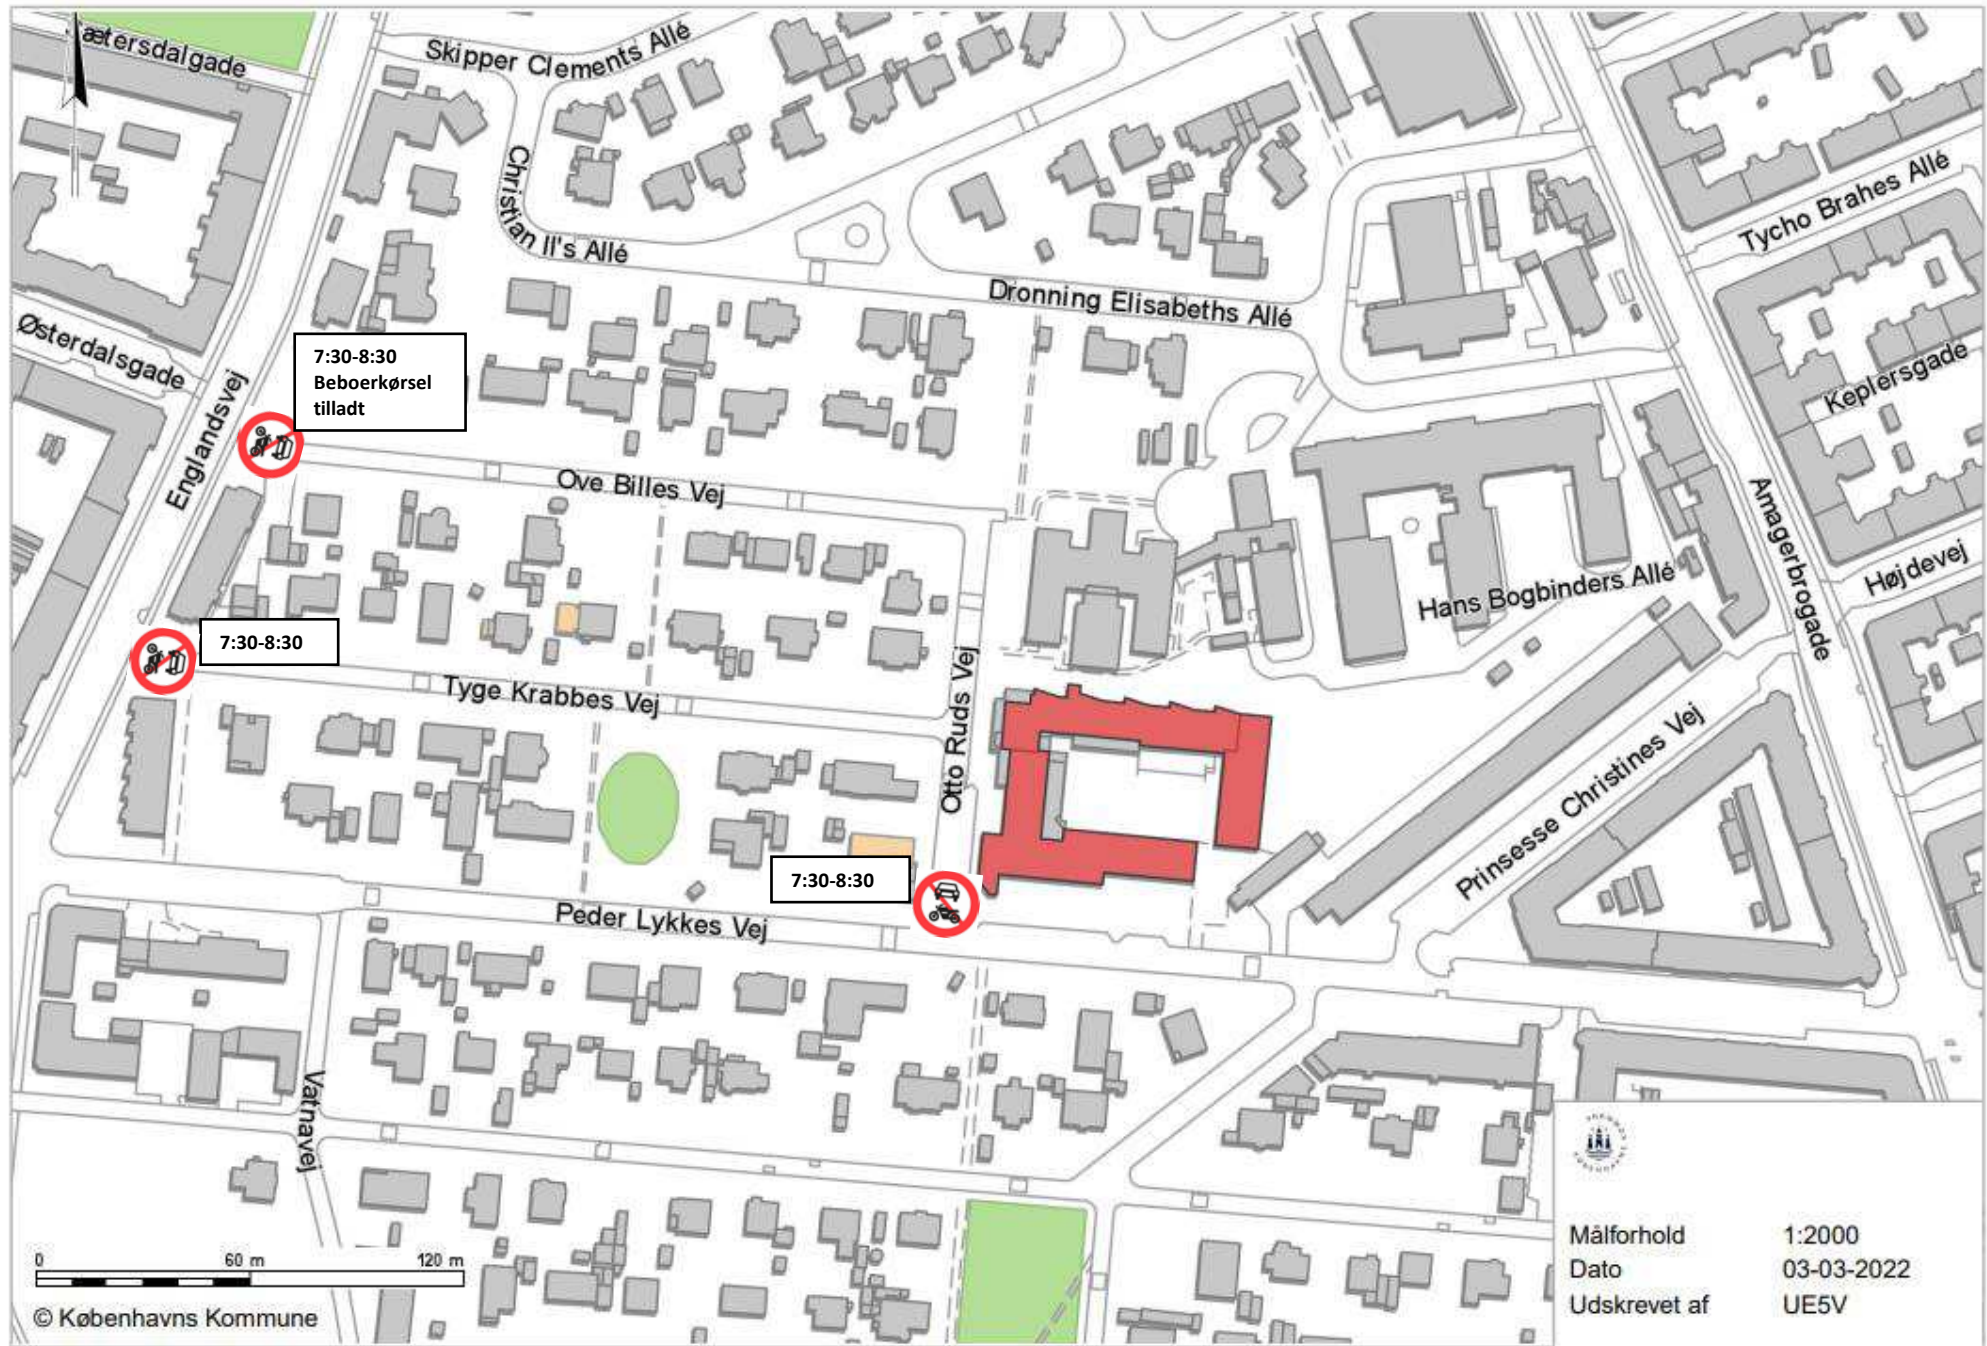 Skipper Clements Allé
ætersdalgade
Christian II's Allé
Tycho Brahes Allé
Dronning Elisabeths Allé
Østerdalsgade
7:30-8:30
Beboerkørsel
tilladt
Keplersgade
Englandsvej
Ove Billes Vej
Amagerbrogade
Højdevej
Hans Bogbinders Allé
7:30-8:30
Tyge Krabbes Vej
Otto Ruds Vej
Prinsesse Christines Vej
7:30-8:30
Peder Lykkes Vej
Vatnavej
0 60 m 120 m
© Københavns Kommune
Målforhold 1:2000
Dato 03-03-2022
Udskrevet af UE5V